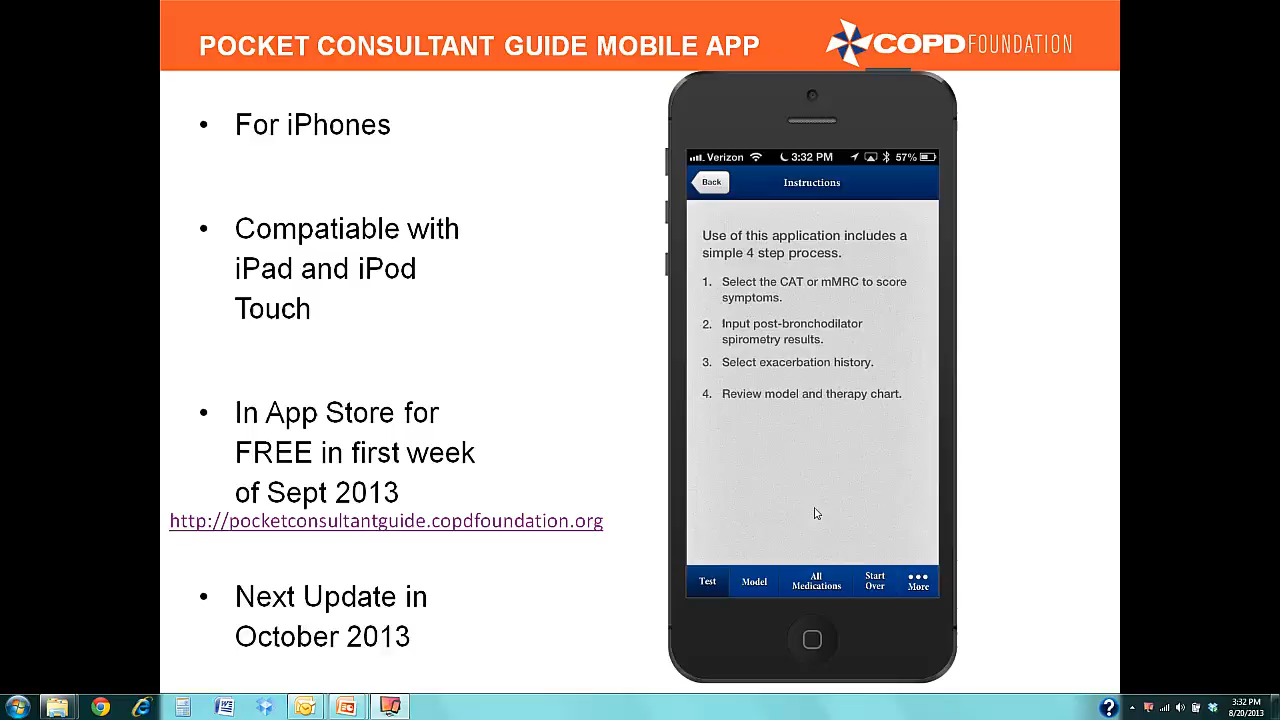 POCKET CONSULTANT GUIDE MOBILE APP
COPDFOUNDATION
• For iPhones
• Compatiable with
iPad and iPod
Touch
• In App Store for
FREE in first week
of Sept 2013
http://pocketconsultantguide.copdfoundation.org
• Next Update in
October 2013
Verizon 3:32 PM 57%
Back Instructions
Use of this application includes a
simple 4 step process.
1. Select the CAT or mMRC to score
symptoms.
2. Input post-bronchodilator
spirometry results.
3. Select exacerbation history.
4. Review model and therapy chart.
Test Model All Medications Start Over More
3:32 PM
8/20/2013